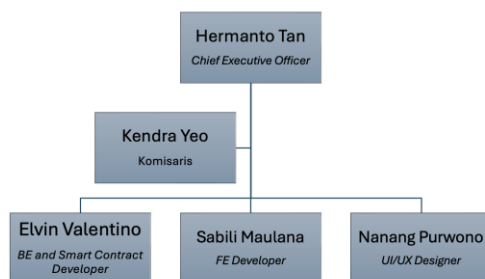 Hermanto Tan
Chief Executive Officer
Kendra Yeo
Komisaris
Elvin Valentino
BE and Smart Contract
Developer
Sabili Maulana
FE Developer
Nanang Purwono
UI/UX Designer